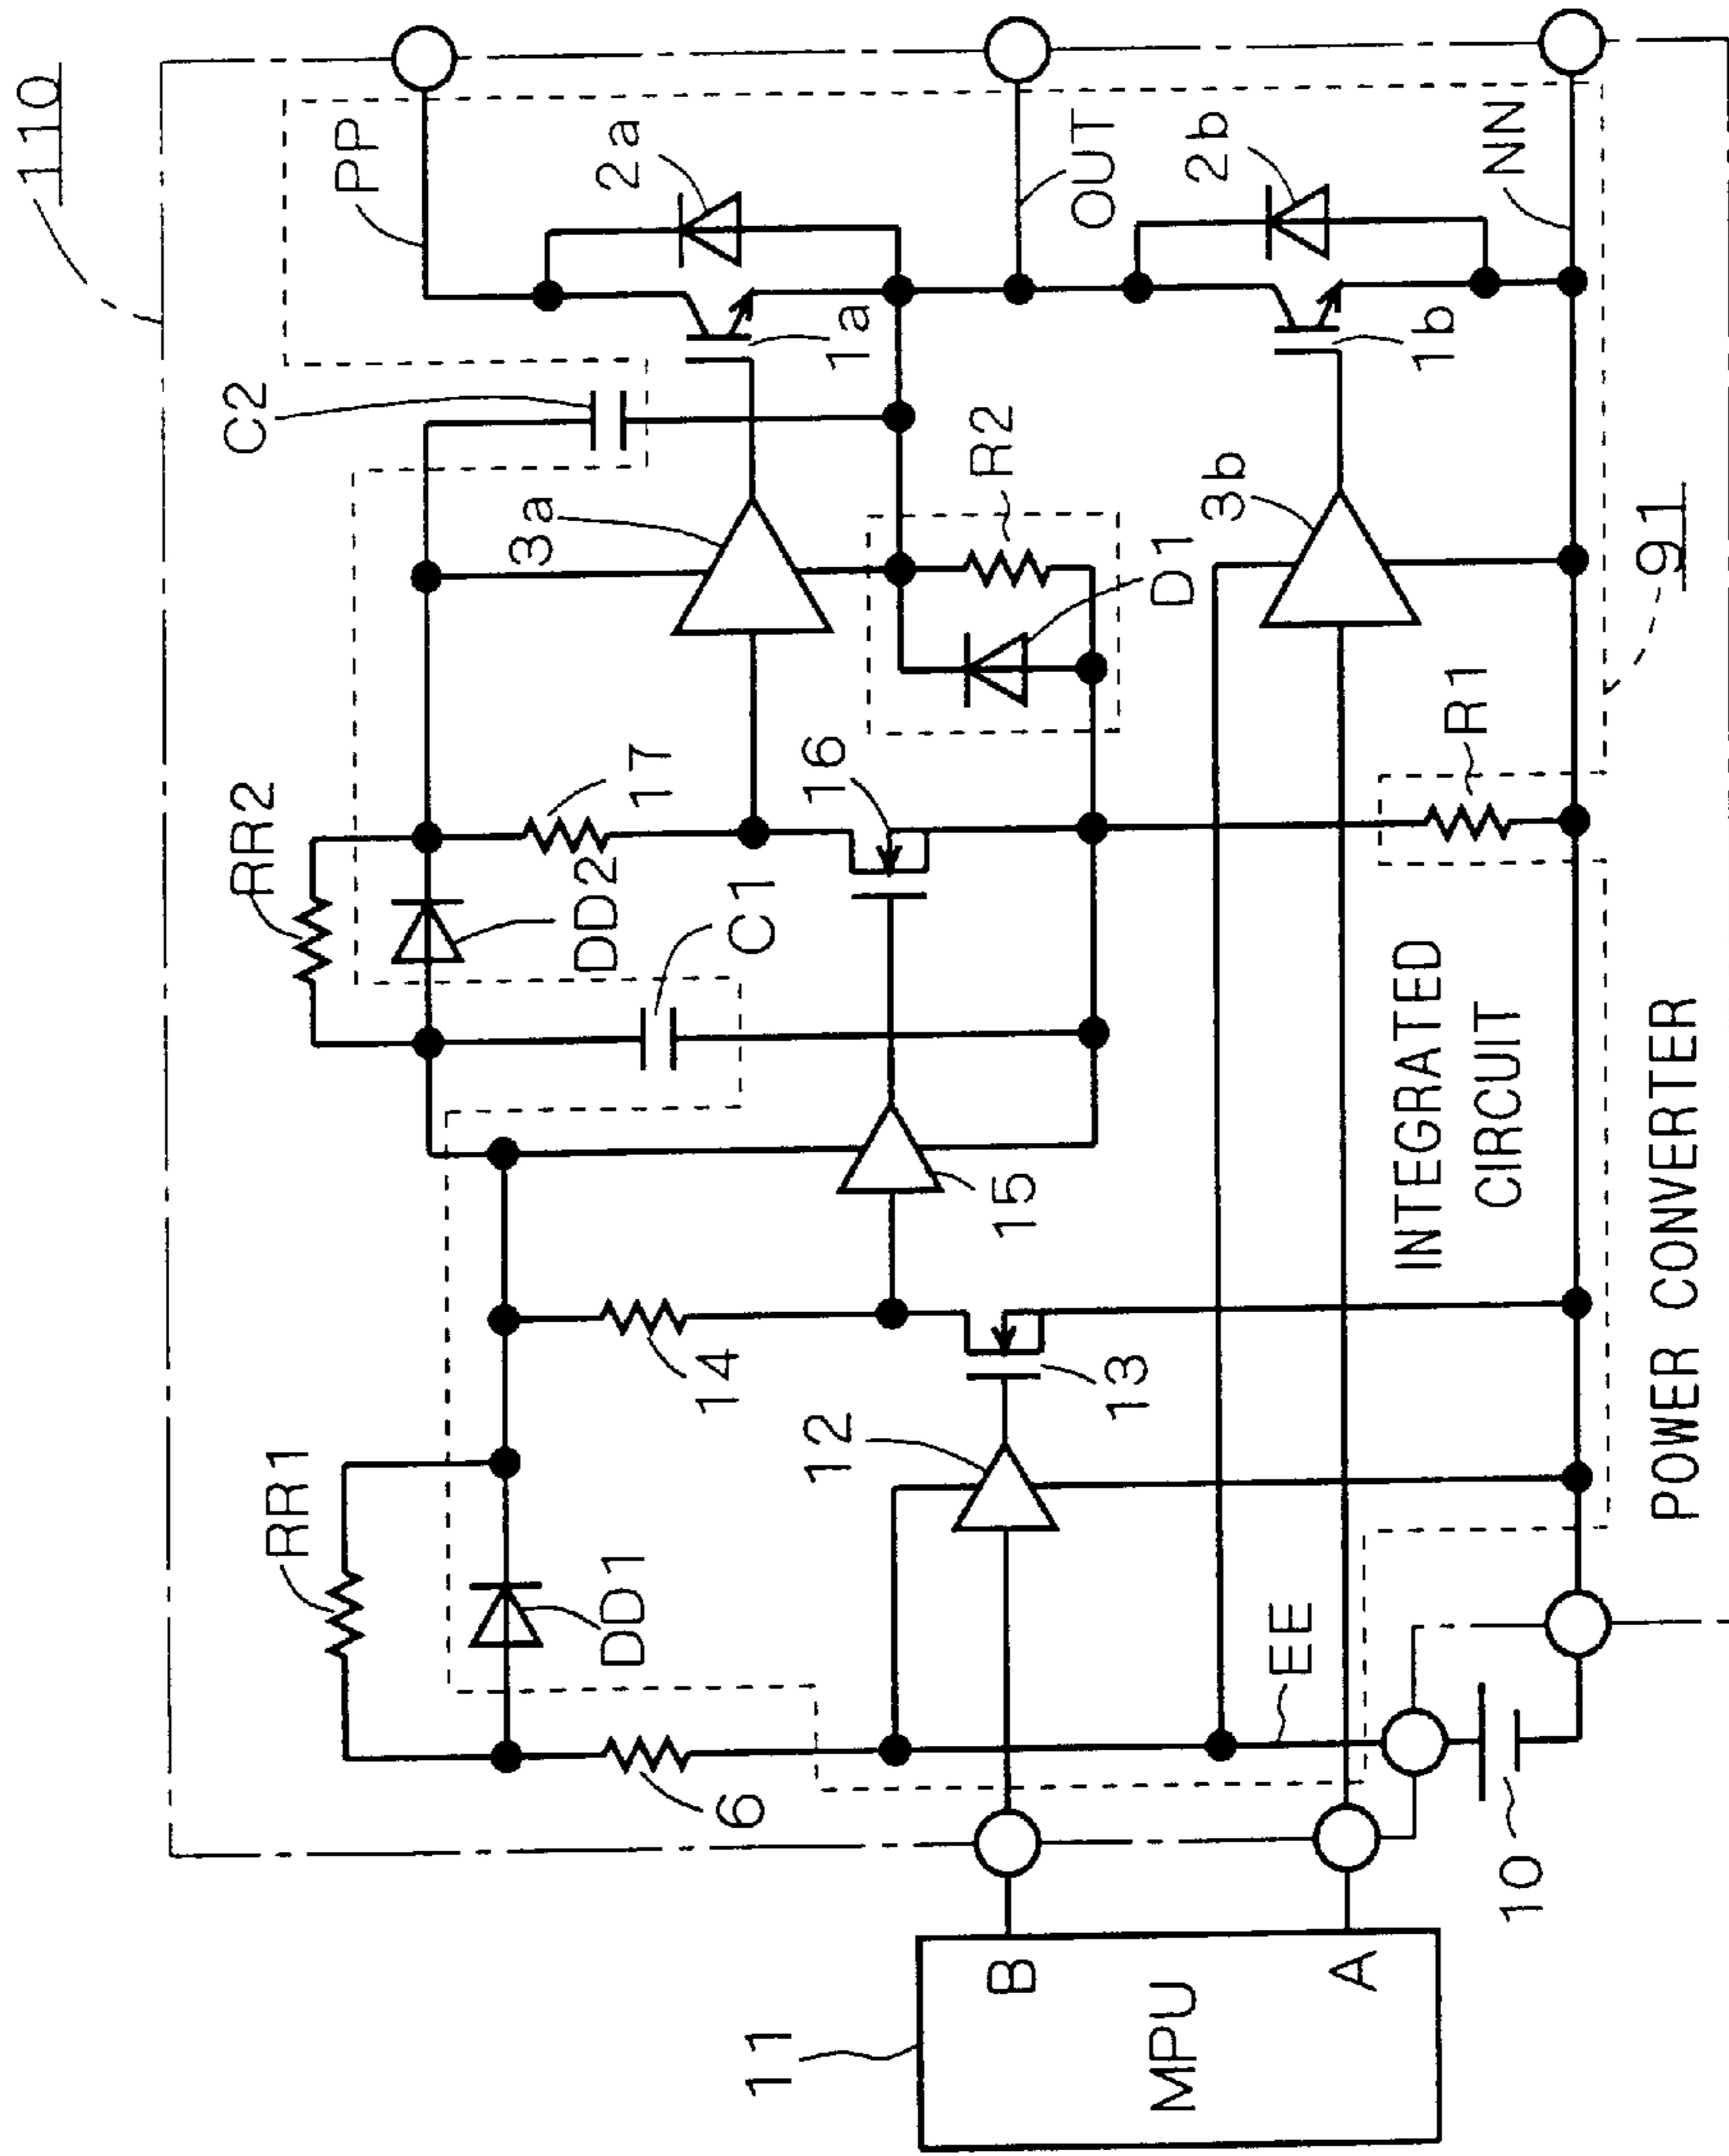 110
PP
2a
OUT
2b
NN
C2
1a
1b
3a
R2
D1
3b
91
RR2
17
16
R1
DD2
C1
15
INTEGRATED
CIRCUIT
POWER CONVERTER
RR1
14
13
12
DD1
EE
6
10
11
B
MPU
A